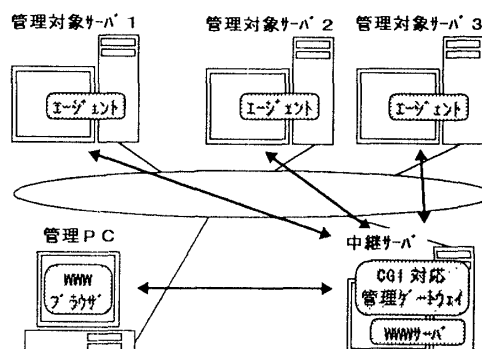 管理対象サーバ1
管理対象サーバ2
管理対象サーバ3
エージェント
エージェント
エージェント
管理PC
中継サーバ
WWW
ブラウザ
CGI対応
管理ゲートウェイ
WWWサーバ